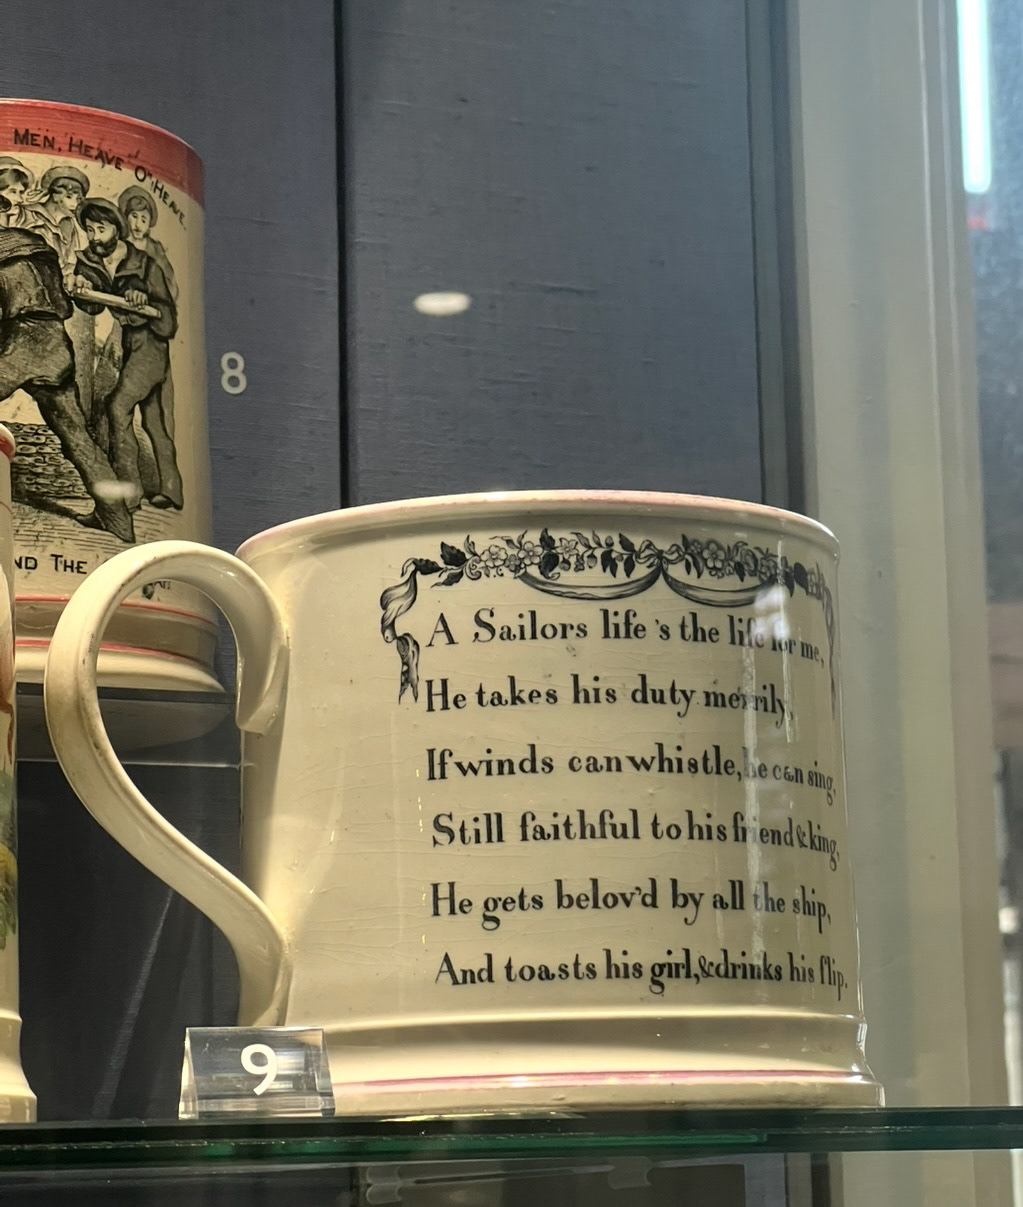 MEN, HEAVE O'HEAVE.
8
ND THE
A Sailors life 's the life for me,
He takes his duty merrily,
If winds can whistle, he can sing,
Still faithful to his friend & king,
He gets belov'd by all the ship,
And toasts his girl, & drinks his flip.
9